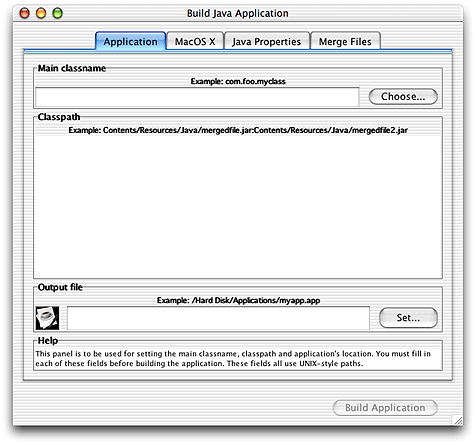 Build Java Application
Application MacOS X Java Properties Merge Files
Main classname
Example: com.foo.myclass
Choose...
Classpath
Example: Contents/Resources/Java/mergedfile.jar:Contents/Resources/Java/mergedfile2.jar
Output file
Example: /Hard Disk/Applications/myapp.app
Set...
Help
This panel is to be used for setting the main classname, classpath and application's location. You must fill in
each of these fields before building the application. These fields all use UNIX-style paths.
Build Application